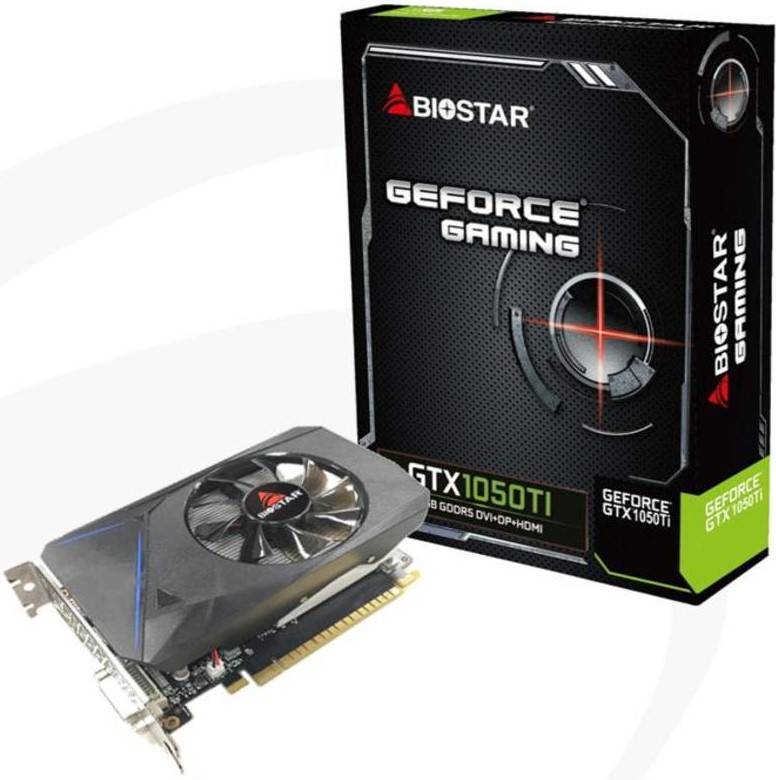 BIOSTAR®
GEFORCE®
GAMING
GTX1050TI
GDDR5 DVI+DP+HDMI
GEFORCE®
GTX1050Ti
GEFORCE®
GTX1050Ti
BIOSTAR®
GAMING
BIOSTAR